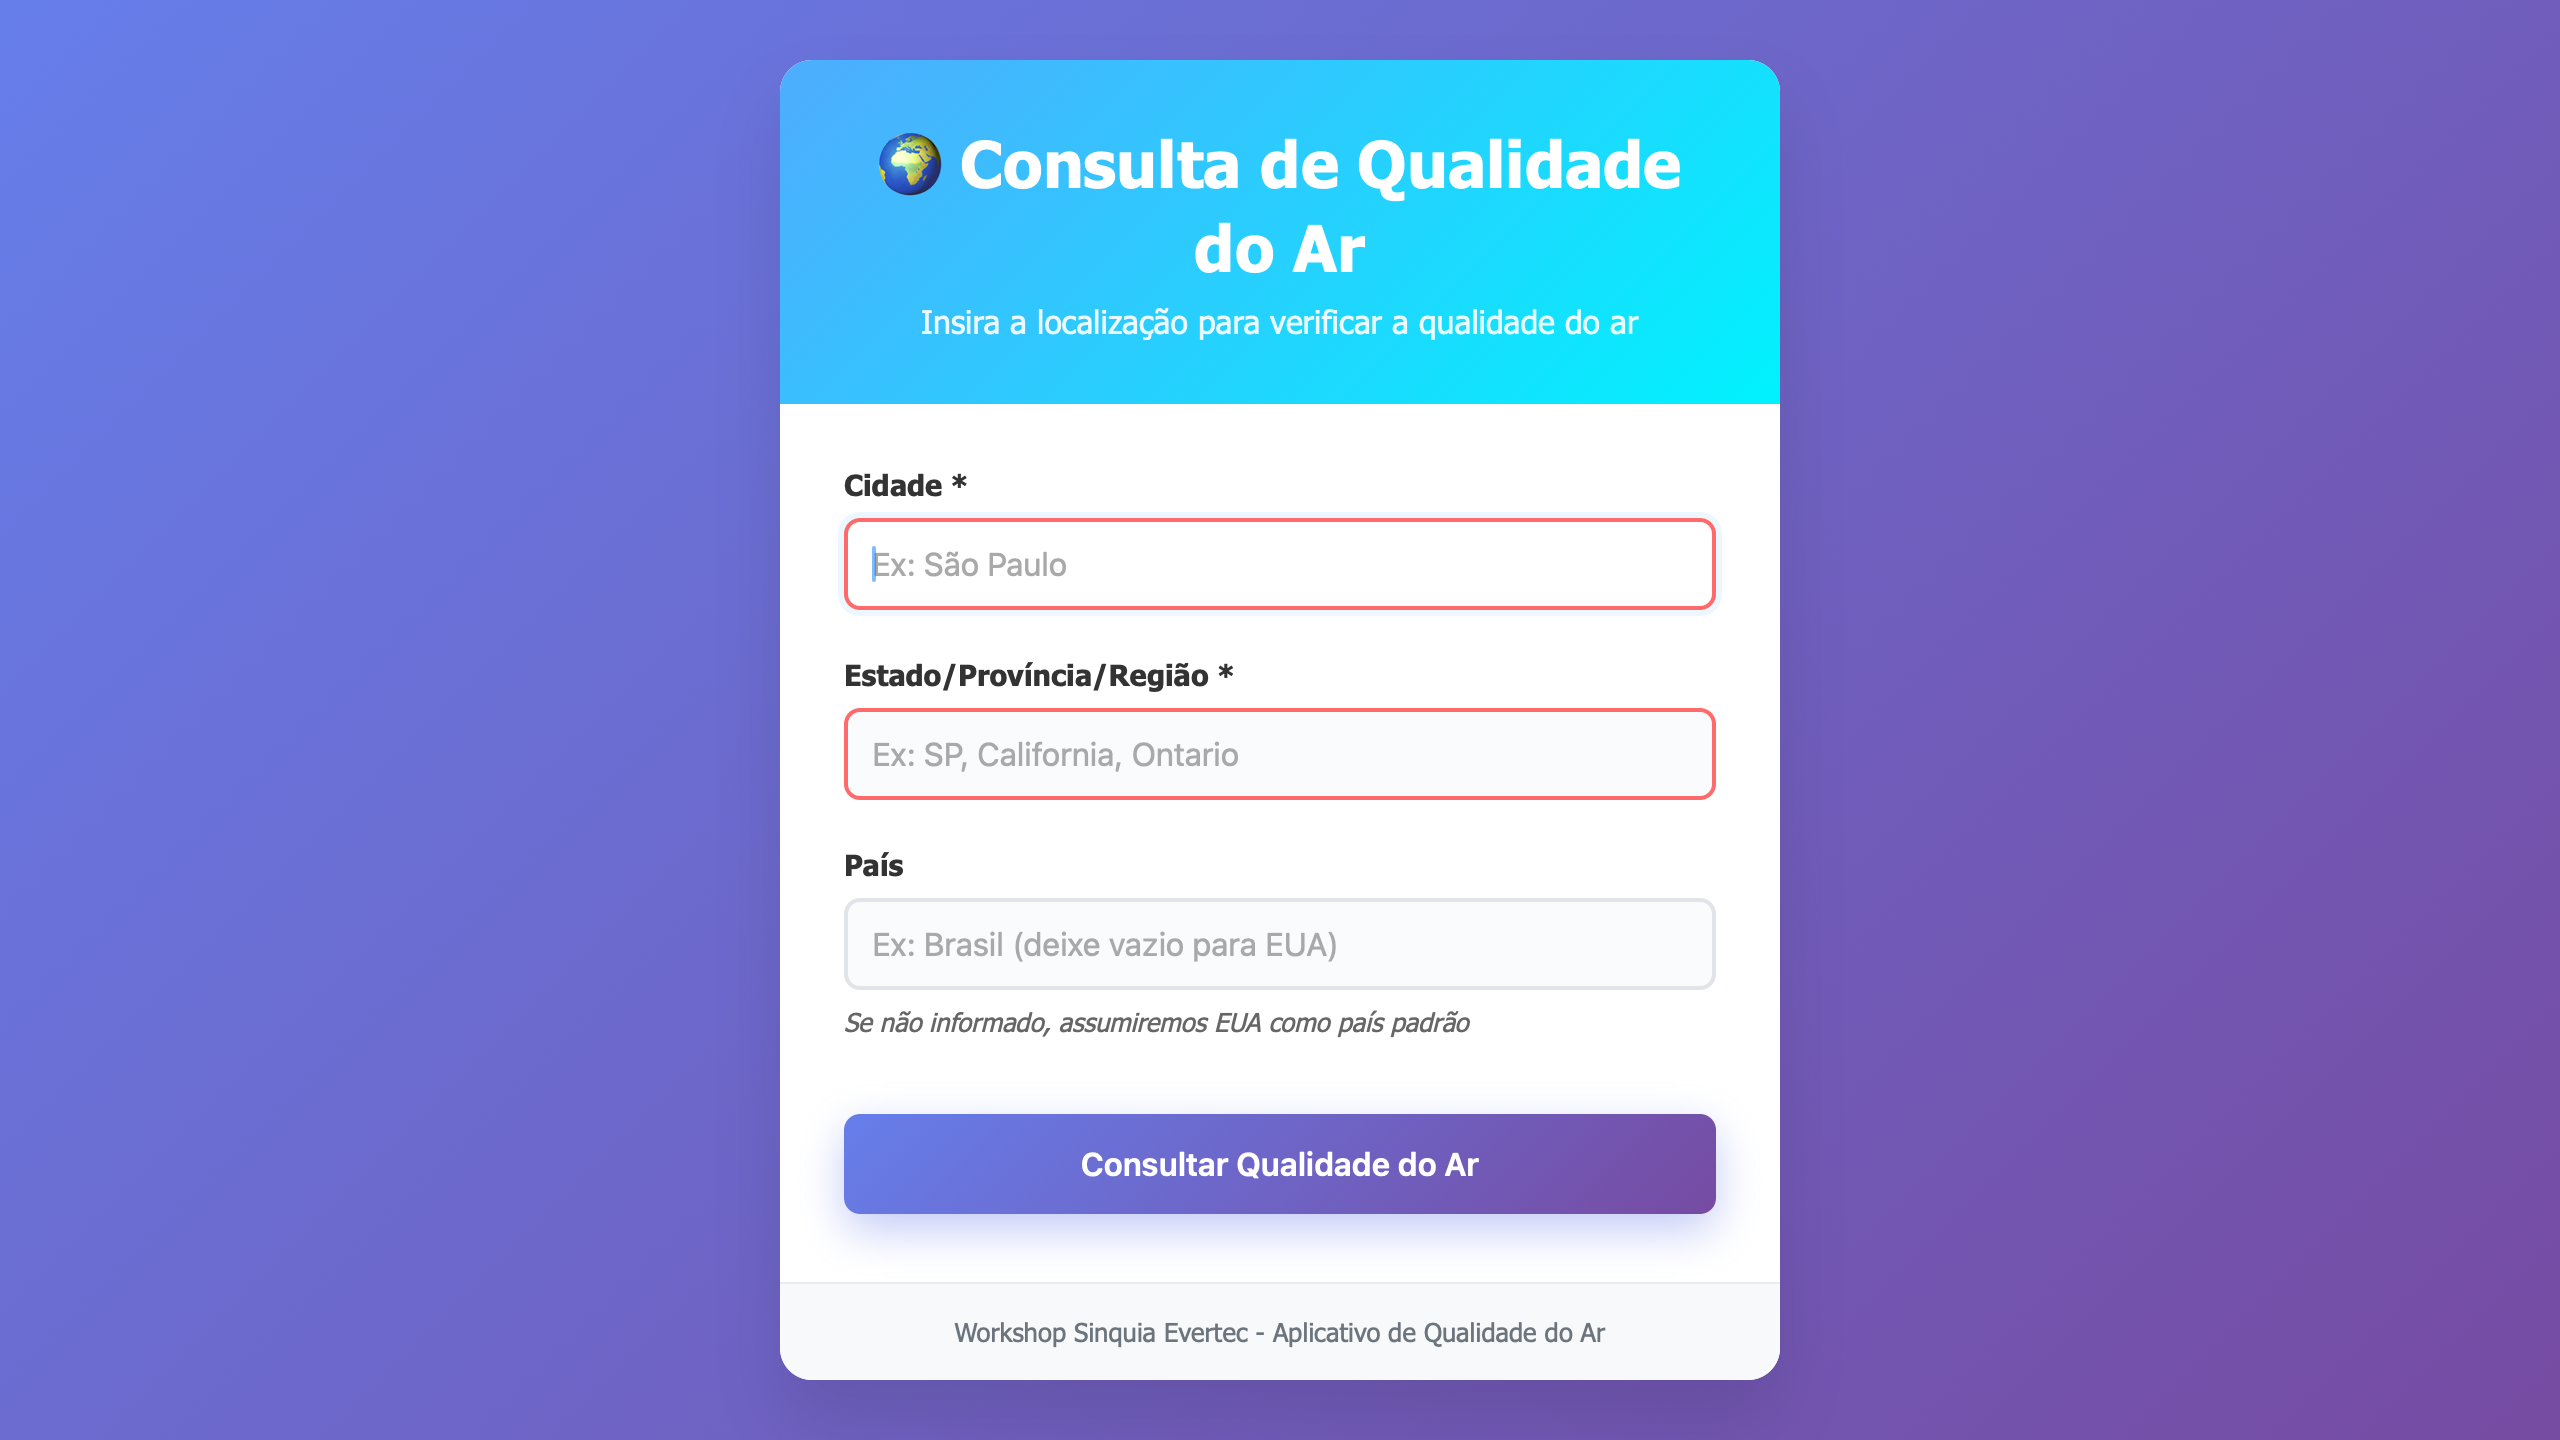 Consulta de Qualidade
do Ar
Insira a localização para verificar a qualidade do ar
Cidade *
Ex: São Paulo
Estado/Província/Região *
Ex: SP, California, Ontario
País
Ex: Brasil (deixe vazio para EUA)
Se não informado, assumiremos EUA como país padrão
Consultar Qualidade do Ar
Workshop Sinquia Evertec - Aplicativo de Qualidade do Ar